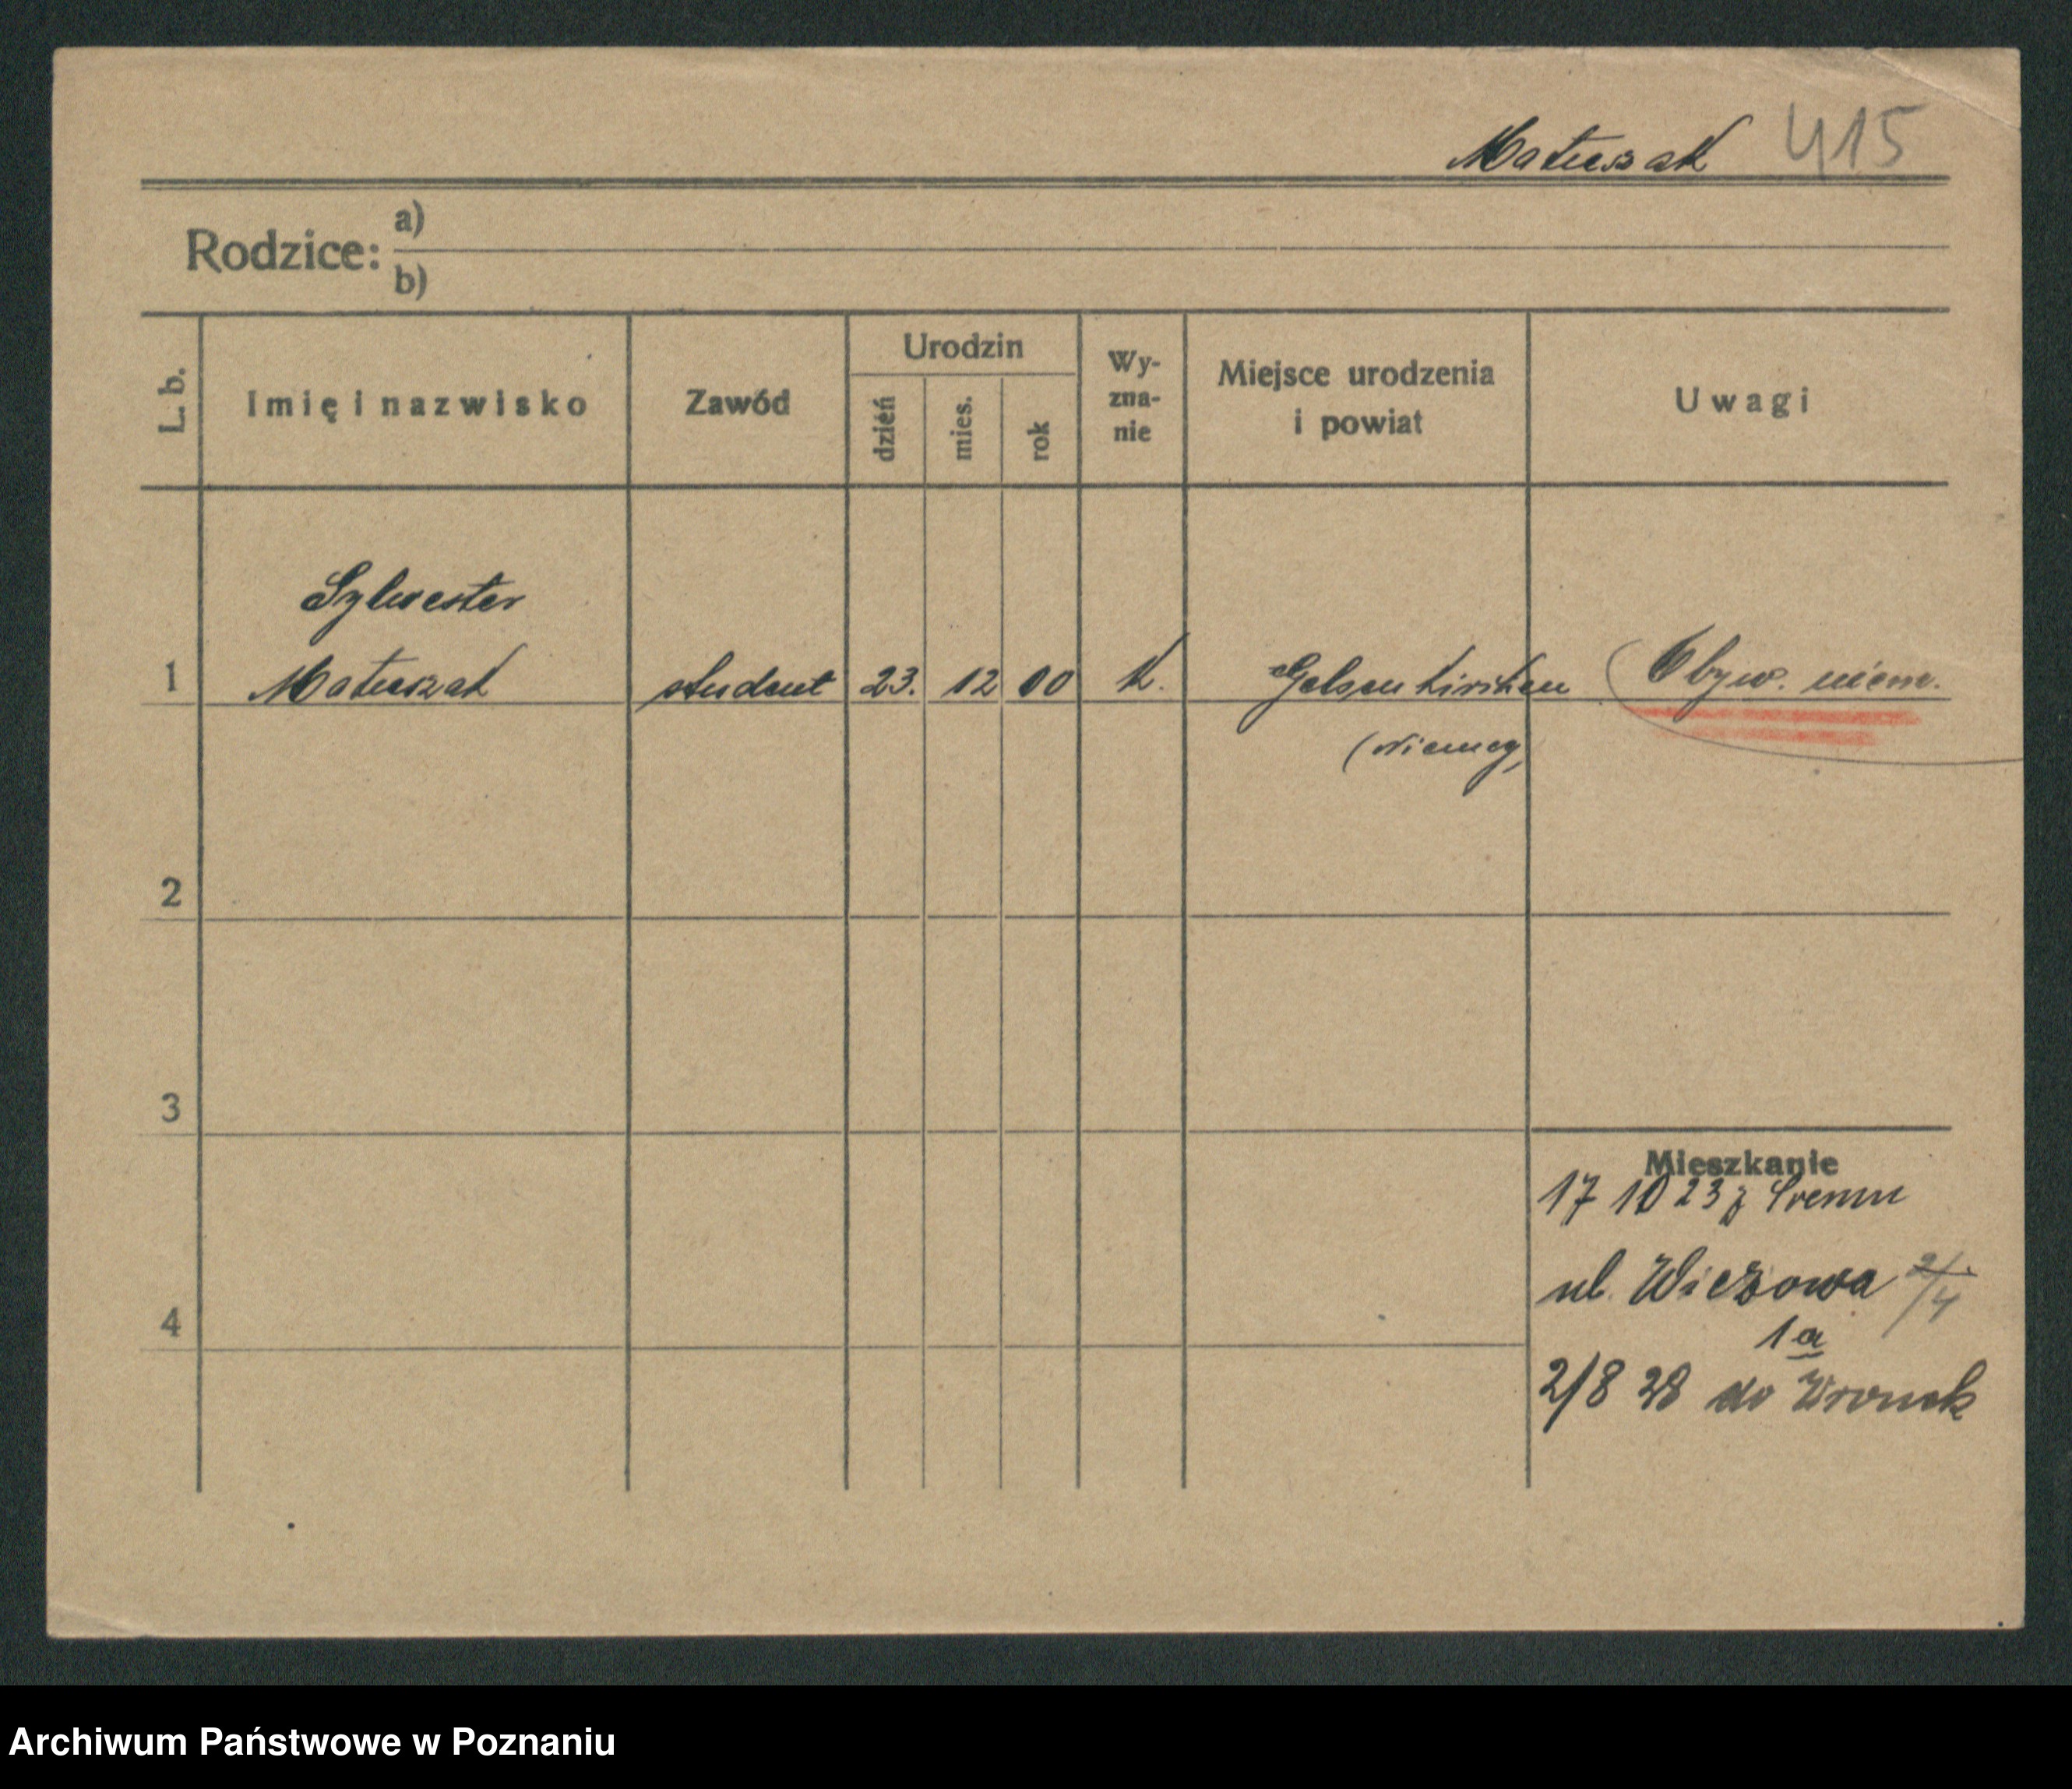 Matuszak 415
Rodzice: a)
b)
L. b.
Imię i nazwisko
Zawód
Urodzin
dzień
mies.
rok
Wy-
zna-
nie
Miejsce urodzenia
i powiat
Uwagi
Sylwester
1 Matuszak student 23. 12 00 K. Gelsenkirchen Obyw. niem.
(Niemcy)
2
3
Mieszkanie
17 10 23 z Śremu
ul. Wieżowa 2/4
4
1a
2/8 28 do Wronek
Archiwum Państwowe w Poznaniu